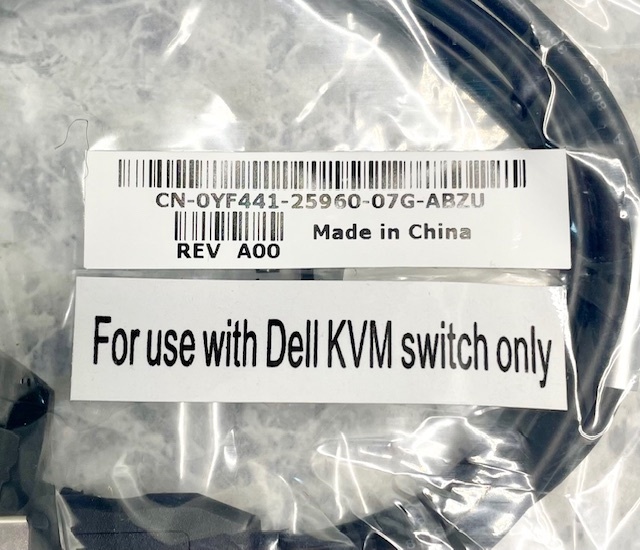 CN-0YF441-25960-07G-ABZU
REV A00
Made in China
For use with Dell KVM switch only